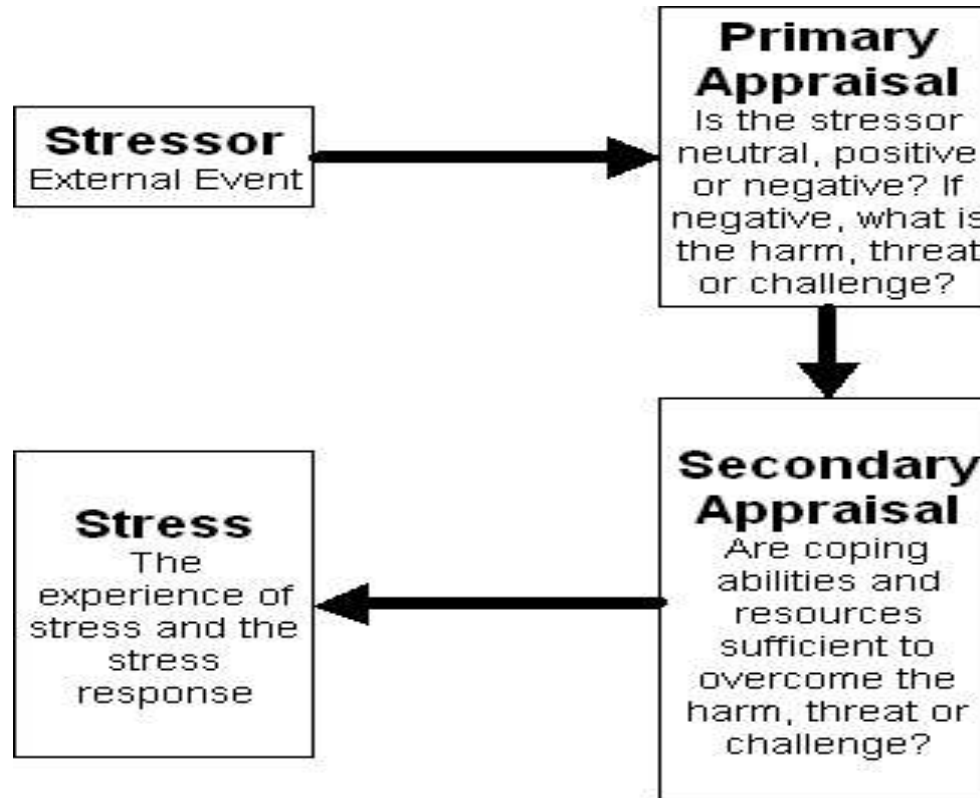 Stressor
External Event
Primary
Appraisal
Is the stressor
neutral, positive
or negative? If
negative, what is
the harm, threat
or challenge?
Secondary
Appraisal
Are coping
abilities and
resources
sufficient to
overcome the
harm, threat or
challenge?
Stress
The
experience of
stress and the
stress
response